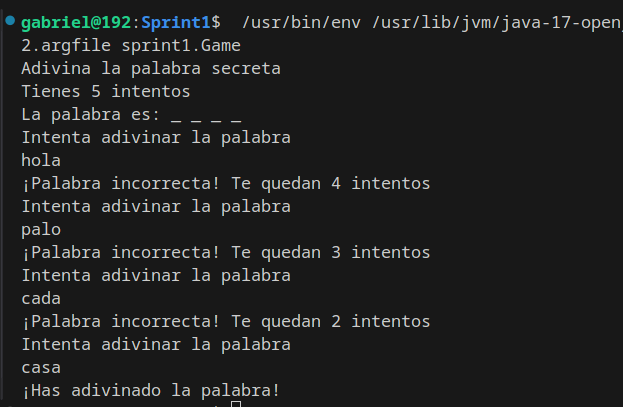 gabriel@192:Sprint1$ /usr/bin/env /usr/lib/jvm/java-17-open
2.argfile sprint1.Game
Adivina la palabra secreta
Tienes 5 intentos
La palabra es: _ _ _ _
Intenta adivinar la palabra
hola
¡Palabra incorrecta! Te quedan 4 intentos
Intenta adivinar la palabra
palo
¡Palabra incorrecta! Te quedan 3 intentos
Intenta adivinar la palabra
cada
¡Palabra incorrecta! Te quedan 2 intentos
Intenta adivinar la palabra
casa
¡Has adivinado la palabra!